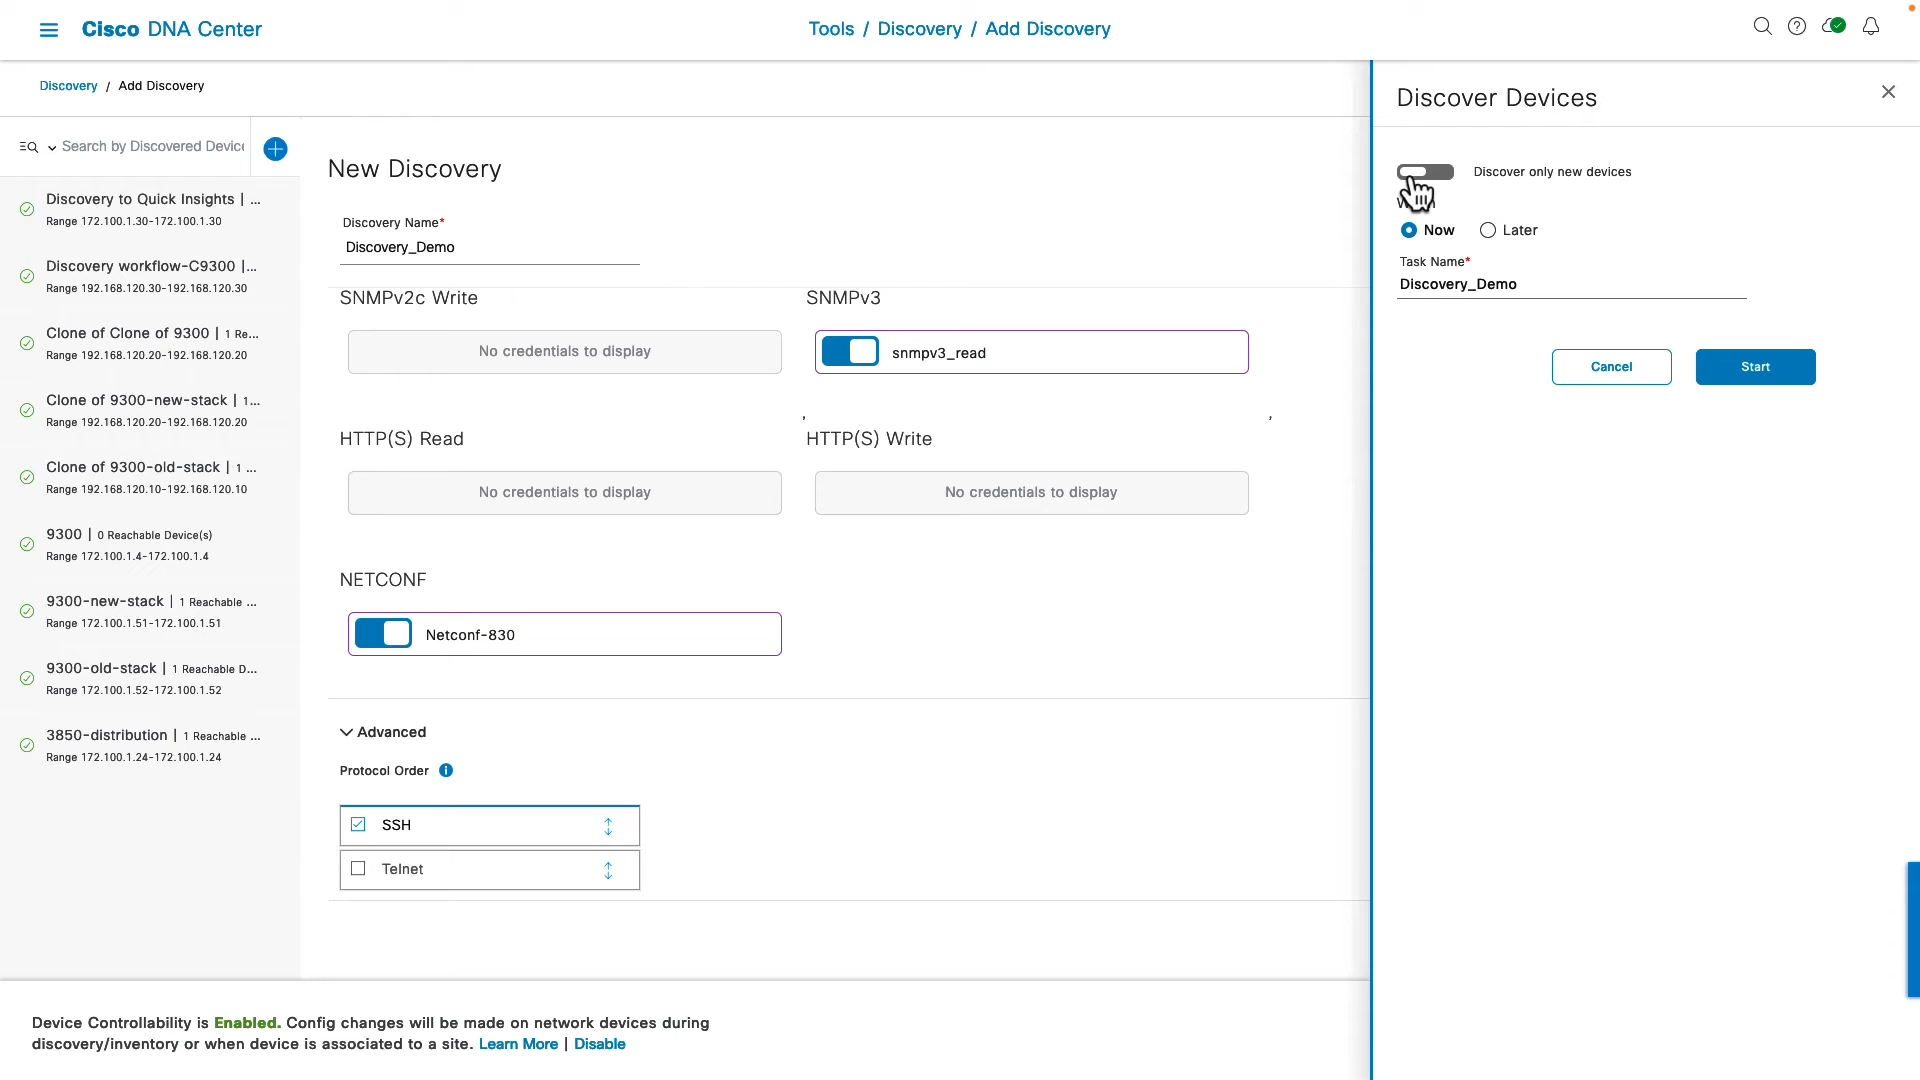 Cisco DNA Center
Tools / Discovery / Add Discovery
Discovery / Add Discovery
Search by Discovered Device
Discovery to Quick Insights | ...
Range 172.100.1.30-172.100.1.30
Discovery workflow-C9300 |...
Range 192.168.120.30-192.168.120.30
Clone of Clone of 9300 | 1 Re...
Range 192.168.120.20-192.168.120.20
Clone of 9300-new-stack | 1...
Range 192.168.120.20-192.168.120.20
Clone of 9300-old-stack | 1 ...
Range 192.168.120.10-192.168.120.10
9300 | 0 Reachable Device(s)
Range 172.100.1.4-172.100.1.4
9300-new-stack | 1 Reachable ...
Range 172.100.1.51-172.100.1.51
9300-old-stack | 1 Reachable D...
Range 172.100.1.52-172.100.1.52
3850-distribution | 1 Reachable ...
Range 172.100.1.24-172.100.1.24
New Discovery
Discovery Name*
Discovery_Demo
SNMPv2c Write
SNMPv3
No credentials to display
snmpv3_read
, ,
HTTP(S) Read
HTTP(S) Write
No credentials to display
No credentials to display
NETCONF
Netconf-830
Advanced
Protocol Order
SSH
Telnet
Device Controllability is Enabled. Config changes will be made on network devices during
discovery/inventory or when device is associated to a site. Learn More | Disable
Discover Devices
Discover only new devices
Now
Later
Task Name*
Discovery_Demo
Cancel
Start